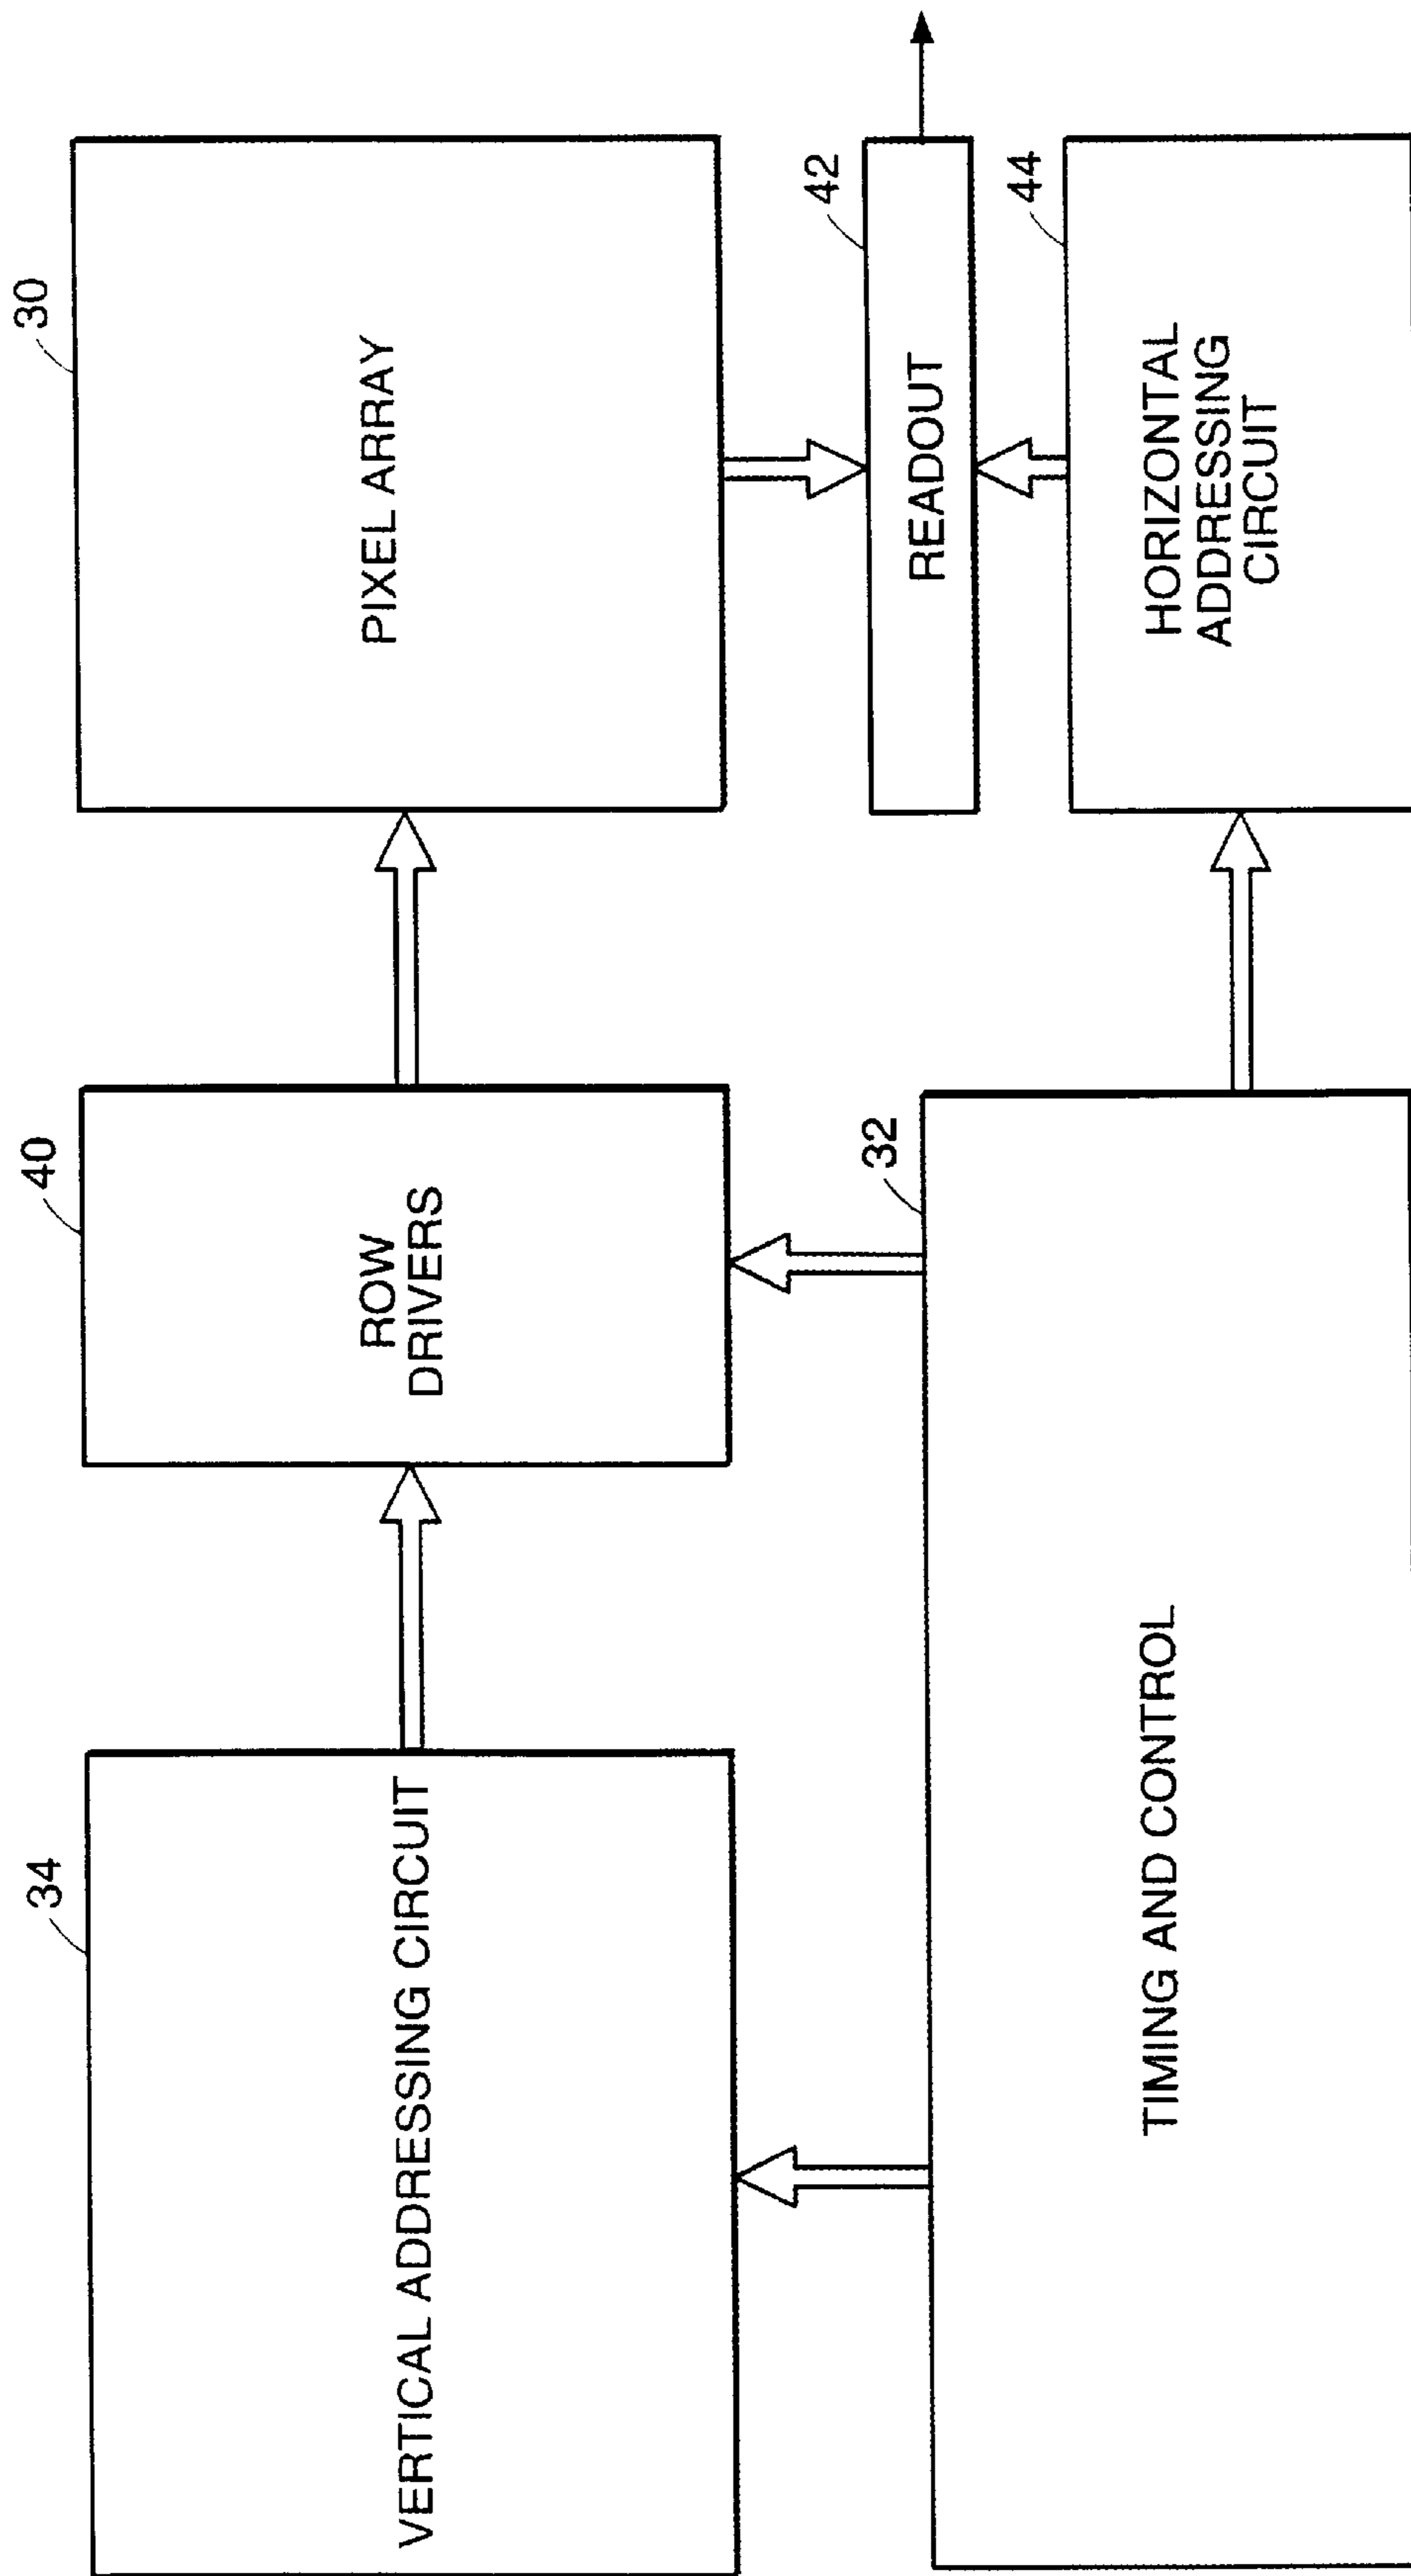 34
VERTICAL ADDRESSING CIRCUIT
40
ROW
DRIVERS
30
PIXEL ARRAY
32
TIMING AND CONTROL
42
READOUT
44
HORIZONTAL
ADDRESSING
CIRCUIT